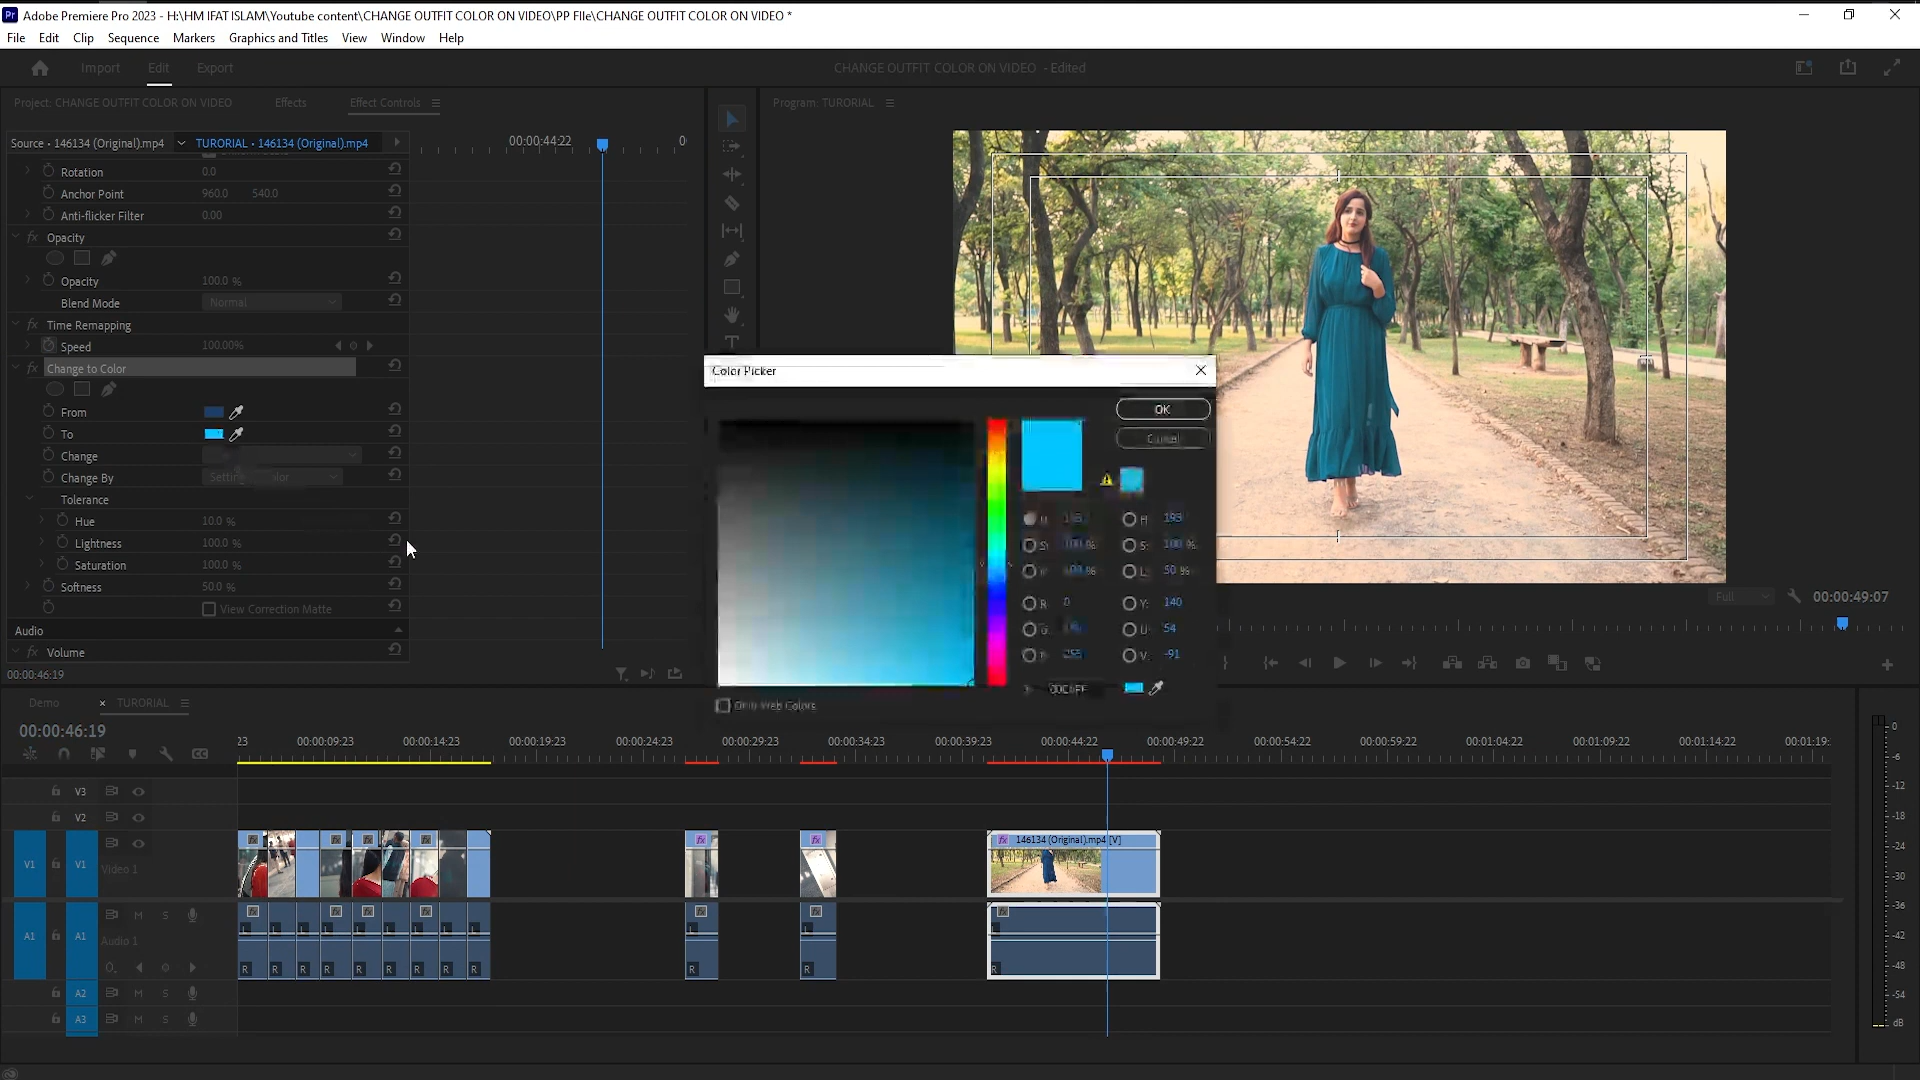 Adobe Premiere Pro 2023 - H:\HM IFAT ISLAM\Youtube content\CHANGE OUTFIT COLOR ON VIDEO\PP FIle\CHANGE OUTFIT COLOR ON VIDEO *
File Edit Clip Sequence Markers Graphics and Titles View Window Help
Import Edit Export
CHANGE OUTFIT COLOR ON VIDEO - Edited
Project: CHANGE OUTFIT COLOR ON VIDEO Effects Effect Controls
Program: TURORIAL
Source • 146134 (Original).mp4 TURORIAL • 146134 (Original).mp4 00:00:44:22
Rotation 0.0
Anchor Point 960.0 540.0
Anti-flicker Filter 0.00
fx Opacity
Opacity 100.0 %
Blend Mode Normal
fx Time Remapping
Speed 100.00%
fx Change to Color
From
To
Change
Change By
Tolerance
Hue 10.0 %
Lightness 100.0 %
Saturation 100.0 %
Softness 50.0 %
View Correction Matte
Audio
fx Volume
00:00:46:19
Color Picker
OK
Cancel
H: 193
S: 100 %
L: 50 %
R 0
Y: 140
U: 54
V: -91
Only Web Colors
Full 00:00:49:07
Demo × TURORIAL
00:00:46:19
23 00:00:09:23 00:00:14:23 00:00:19:23 00:00:24:23 00:00:29:23 00:00:34:23 00:00:39:23 00:00:44:22 00:00:49:22 00:00:54:22 00:00:59:22 00:01:04:22 00:01:09:22 00:01:14:22 00:01:19:
V3
V2
V1 V1 Video 1
146134 (Original).mp4 [V]
A1 A1 M S Audio 1
L L L L L L L L L L L
R R R R R R R R R R R
A2 M S
A3 M S
0
-6
-12
-18
-24
-30
-36
-42
-48
-54
dB